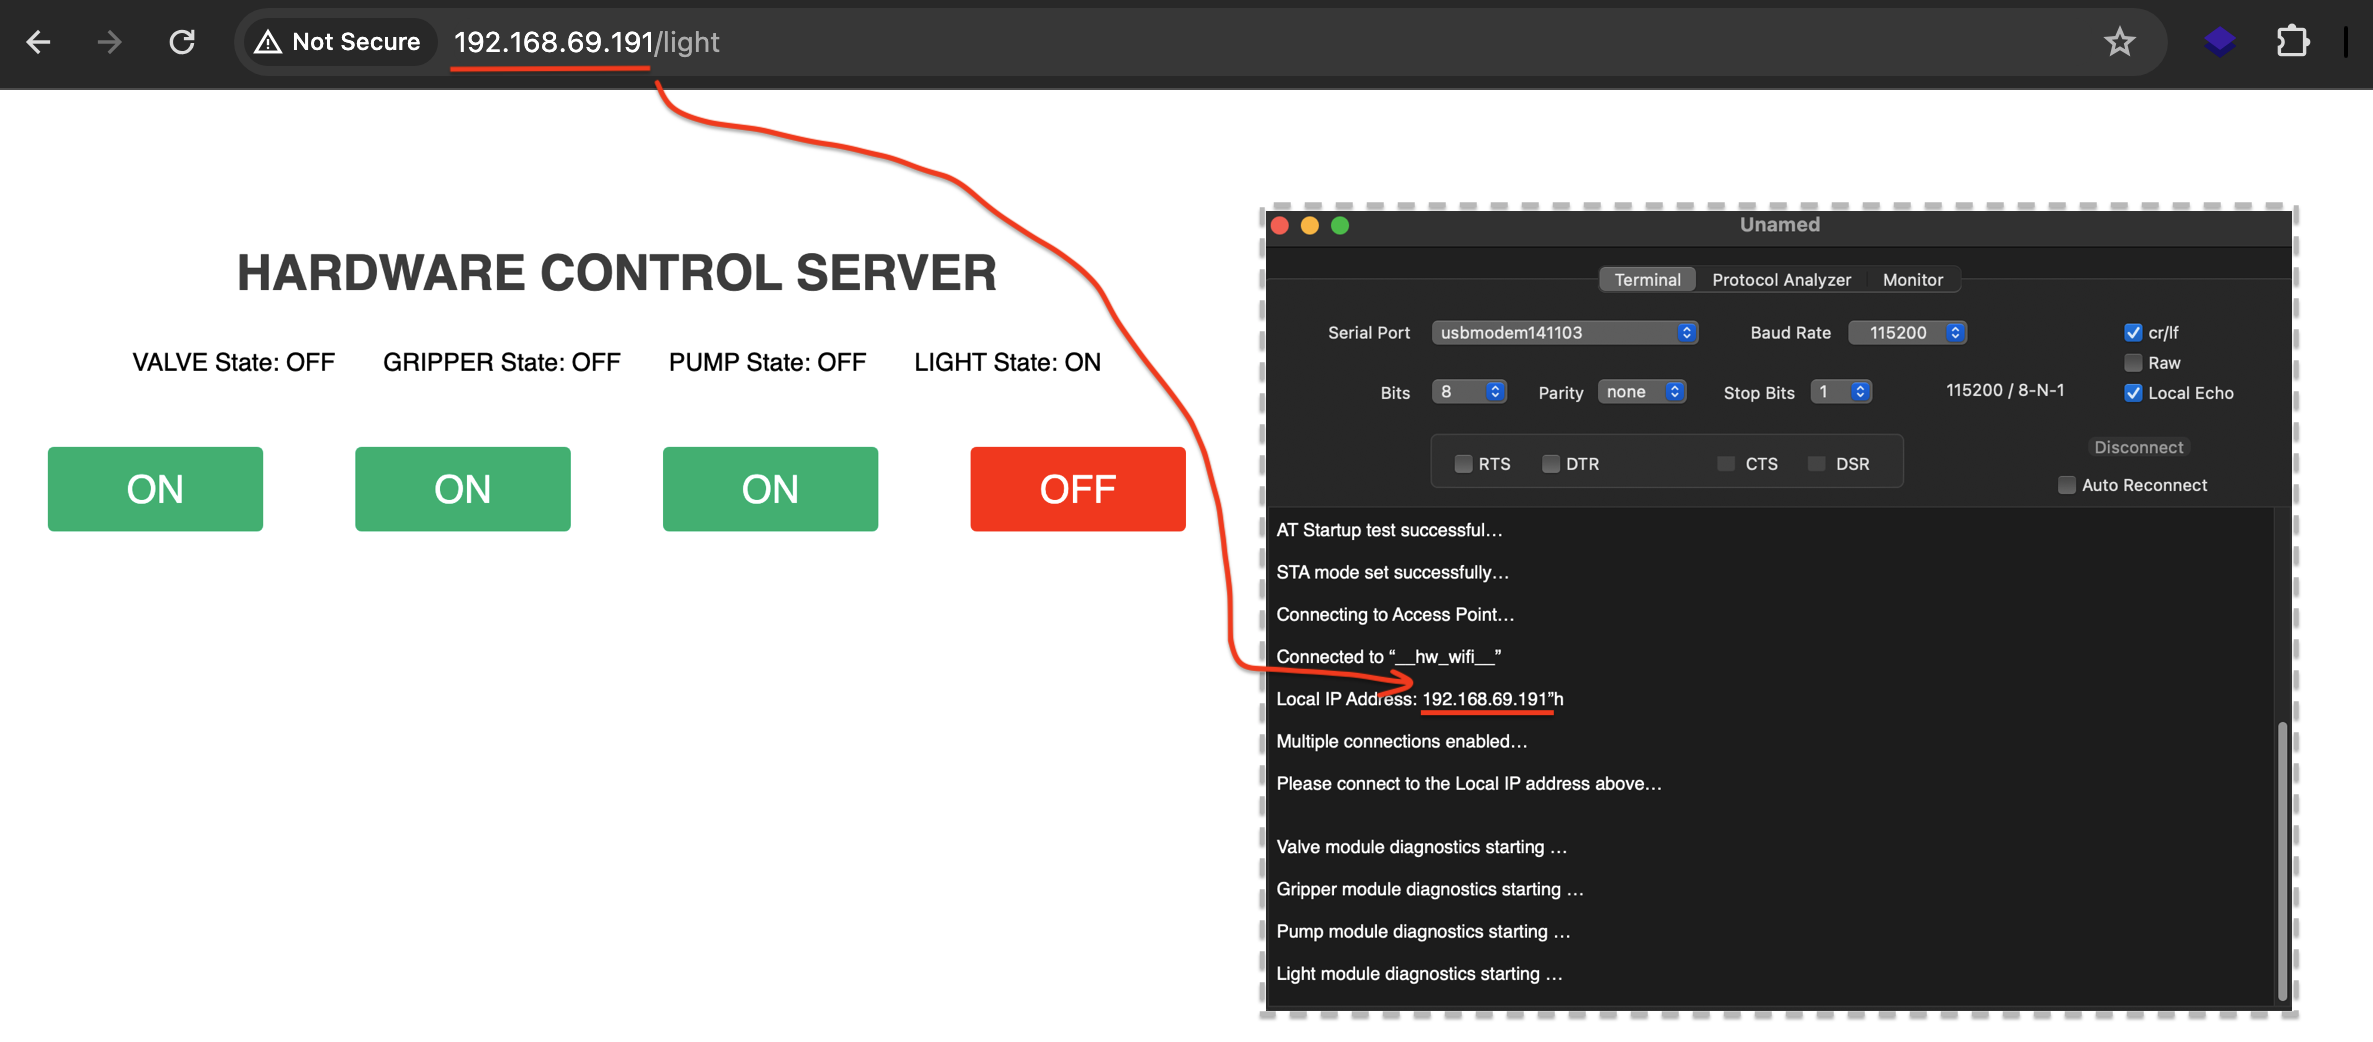 Not Secure 192.168.69.191/light
HARDWARE CONTROL SERVER
VALVE State: OFF GRIPPER State: OFF PUMP State: OFF LIGHT State: ON
ON ON ON OFF
Unamed
Terminal Protocol Analyzer Monitor
Serial Port usbmodem141103 Baud Rate 115200 cr/lf
Raw
Bits 8 Parity none Stop Bits 1 115200 / 8-N-1 Local Echo
Disconnect
RTS DTR CTS DSR
Auto Reconnect
AT Startup test successful…
STA mode set successfully…
Connecting to Access Point…
Connected to “__hw_wifi__”
Local IP Address: 192.168.69.191”h
Multiple connections enabled…
Please connect to the Local IP address above…
Valve module diagnostics starting …
Gripper module diagnostics starting …
Pump module diagnostics starting …
Light module diagnostics starting …